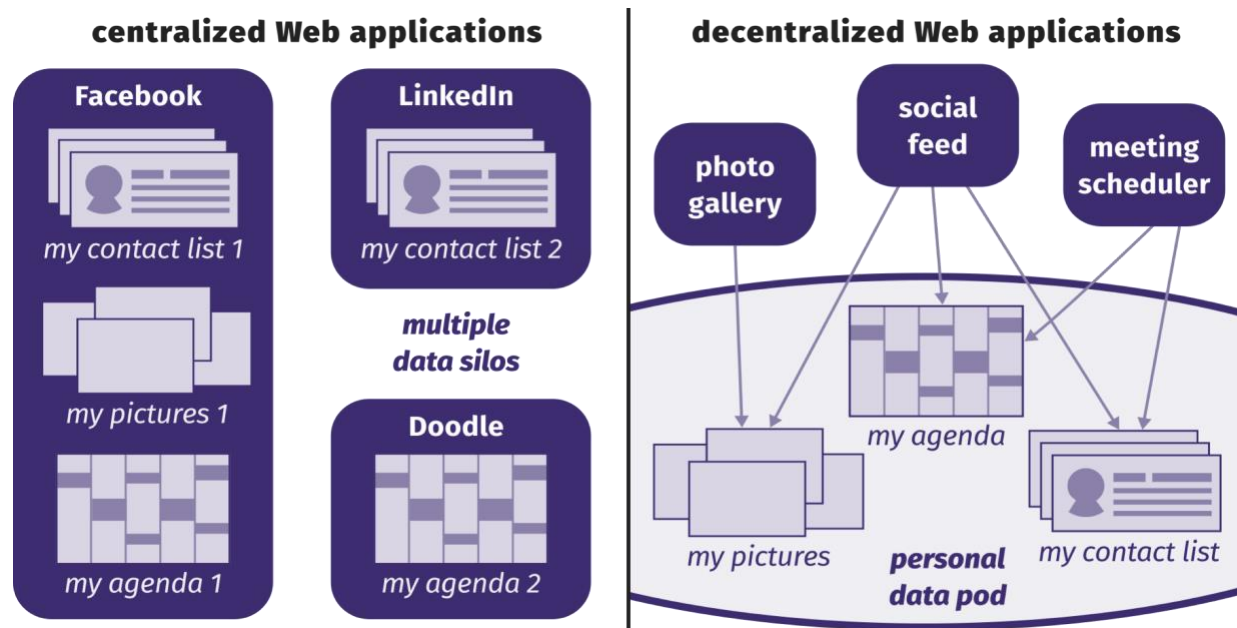 centralized Web applications
Facebook
my contact list 1
my pictures 1
my agenda 1
LinkedIn
my contact list 2
multiple
data silos
Doodle
my agenda 2
decentralized Web applications
photo
gallery
social
feed
meeting
scheduler
my agenda
my pictures
my contact list
personal
data pod